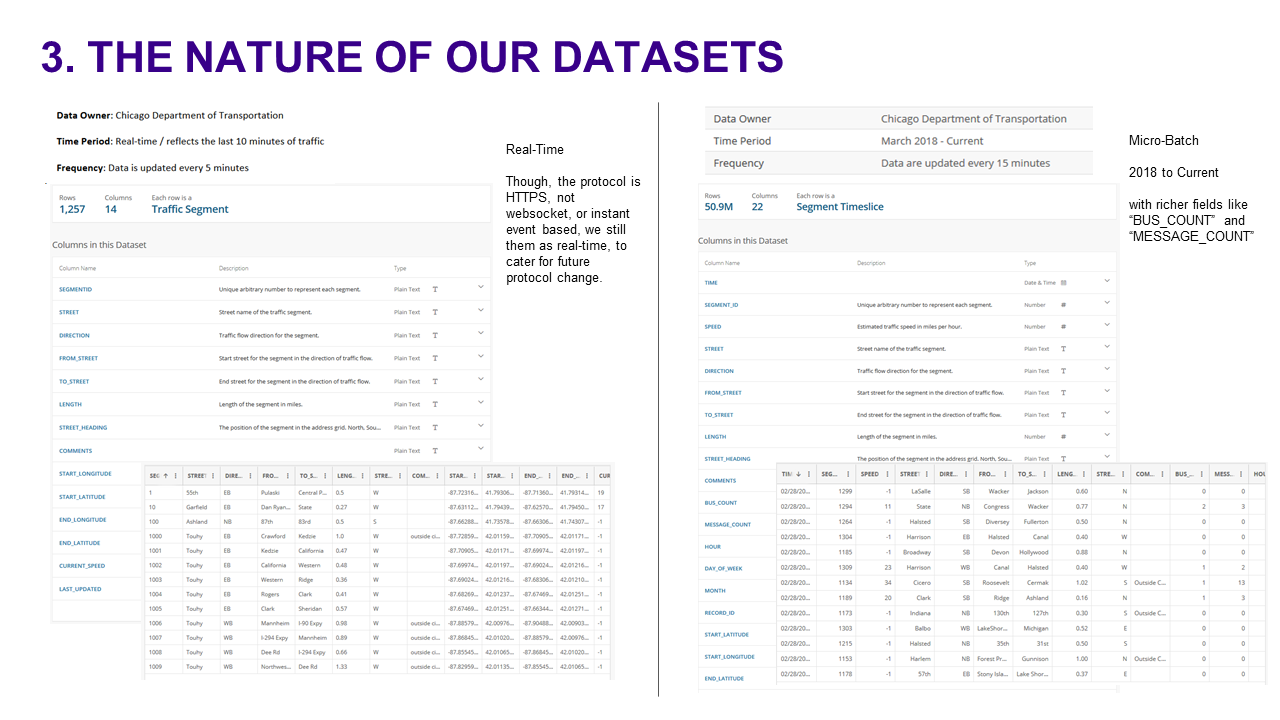 3. THE NATURE OF OUR DATASETS
Data Owner: Chicago Department of Transportation
Time Period: Real-time / reflects the last 10 minutes of traffic
Frequency: Data is updated every 5 minutes
Rows Columns Each row is a
1,257 14 Traffic Segment
Columns in this Dataset
Column Name Description Type
SEGMENTID Unique arbitrary number to represent each segment. Plain Text T
STREET Street name of the traffic segment. Plain Text T
DIRECTION Traffic flow direction for the segment. Plain Text T
FROM_STREET Start street for the segment in the direction of traffic flow. Plain Text T
TO_STREET End street for the segment in the direction of traffic flow. Plain Text T
LENGTH Length of the segment in miles. Plain Text T
STREET_HEADING The position of the segment in the address grid. North, Sou... Plain Text T
COMMENTS Plain Text T
START_LONGITUDE
START_LATITUDE
END_LONGITUDE
END_LATITUDE
CURRENT_SPEED
LAST_UPDATED
SEG STREET DIRE... FRO... TO_S... LENG... STRE... COM... STAR... STAR... END_... END_... CUR
1 55th EB Pulaski Central P... 0.5 W -87.72316... 41.79306... -87.71360... 41.79314... 19
10 Garfield EB Dan Ryan... State 0.27 W -87.63112... 41.79439... -87.62570... 41.79450... 17
100 Ashland NB 87th 83rd 0.5 S -87.66288... 41.73578... -87.66306... 41.74307... -1
1000 Touhy EB Crawford Kedzie 1.0 W outside ci... -87.72859... 42.01159... -87.70905... 42.01171... -1
1001 Touhy EB Kedzie California 0.47 W -87.70905... 42.01171... -87.69974... 42.01197... -1
1002 Touhy EB California Western 0.48 W -87.69974... 42.01197... -87.69024... 42.01216... -1
1003 Touhy EB Western Ridge 0.36 W -87.69024... 42.01216... -87.68306... 42.01210... -1
1004 Touhy EB Rogers Clark 0.41 W -87.68269... 42.01237... -87.67469... 42.01251... -1
1005 Touhy EB Clark Sheridan 0.57 W -87.67469... 42.01251... -87.66344... 42.01271... -1
1006 Touhy WB Mannheim I-90 Expy 0.98 W outside ci... -87.88579... 42.00976... -87.90488... 42.00903... -1
1007 Touhy WB I-294 Expy Mannheim 0.89 W outside ci... -87.86845... 42.01020... -87.88579... 42.00976... -1
1008 Touhy WB Dee Rd I-294 Expy 0.66 W outside ci... -87.85545... 42.01065... -87.86845... 42.01020... -1
1009 Touhy WB Northwes... Dee Rd 1.33 W outside ci... -87.82959... 42.01135... -87.85545... 42.01065... -1
Real-Time
Though, the protocol is
HTTPS, not
websocket, or instant
event based, we still
them as real-time, to
cater for future
protocol change.
Data Owner Chicago Department of Transportation
Time Period March 2018 - Current
Frequency Data are updated every 15 minutes
Rows Columns Each row is a
50.9M 22 Segment Timeslice
Columns in this Dataset
Column Name Description Type
TIME Date & Time
SEGMENT_ID Unique arbitrary number to represent each segment. Number #
SPEED Estimated traffic speed in miles per hour. Number #
STREET Street name of the traffic segment. Plain Text T
DIRECTION Traffic flow direction for the segment. Plain Text T
FROM_STREET Start street for the segment in the direction of traffic flow. Plain Text T
TO_STREET End street for the segment in the direction of traffic flow. Plain Text T
LENGTH Length of the segment in miles. Number #
STREET_HEADING The position of the segment in the address grid. North, Sou... Plain Text T
COMMENTS
BUS_COUNT
MESSAGE_COUNT
HOUR
DAY_OF_WEEK
MONTH
RECORD_ID
START_LATITUDE
START_LONGITUDE
END_LATITUDE
TIM SEG... SPEED STREET DIRE... FRO... TO_S... LENG... STRE... COM... BUS_... MESS... HOU
02/28/20... 1299 -1 LaSalle SB Wacker Jackson 0.60 N 0 0
02/28/20... 1294 11 State NB Congress Wacker 0.77 N 2 3
02/28/20... 1264 -1 Halsted SB Diversey Fullerton 0.50 N 0 0
02/28/20... 1304 -1 Harrison EB Halsted Canal 0.40 W 0 0
02/28/20... 1185 -1 Broadway SB Devon Hollywood 0.88 N 0 0
02/28/20... 1309 23 Harrison WB Canal Halsted 0.40 W 1 2
02/28/20... 1134 34 Cicero SB Roosevelt Cermak 1.02 S Outside C... 1 13
02/28/20... 1189 20 Clark SB Ridge Ashland 0.16 N 1 3
02/28/20... 1173 -1 Indiana NB 130th 127th 0.30 S Outside C... 0 0
02/28/20... 1303 -1 Balbo WB LakeShor... Michigan 0.52 E 0 0
02/28/20... 1215 -1 Halsted NB 35th 31st 0.50 S 0 0
02/28/20... 1153 -1 Harlem NB Forest Pr... Gunnison 1.00 N Outside C... 0 0
02/28/20... 1178 -1 57th EB Stony Isla... Lake Shor... 0.37 E 0 0
Micro-Batch
2018 to Current
with richer fields like
“BUS_COUNT” and
“MESSAGE_COUNT”